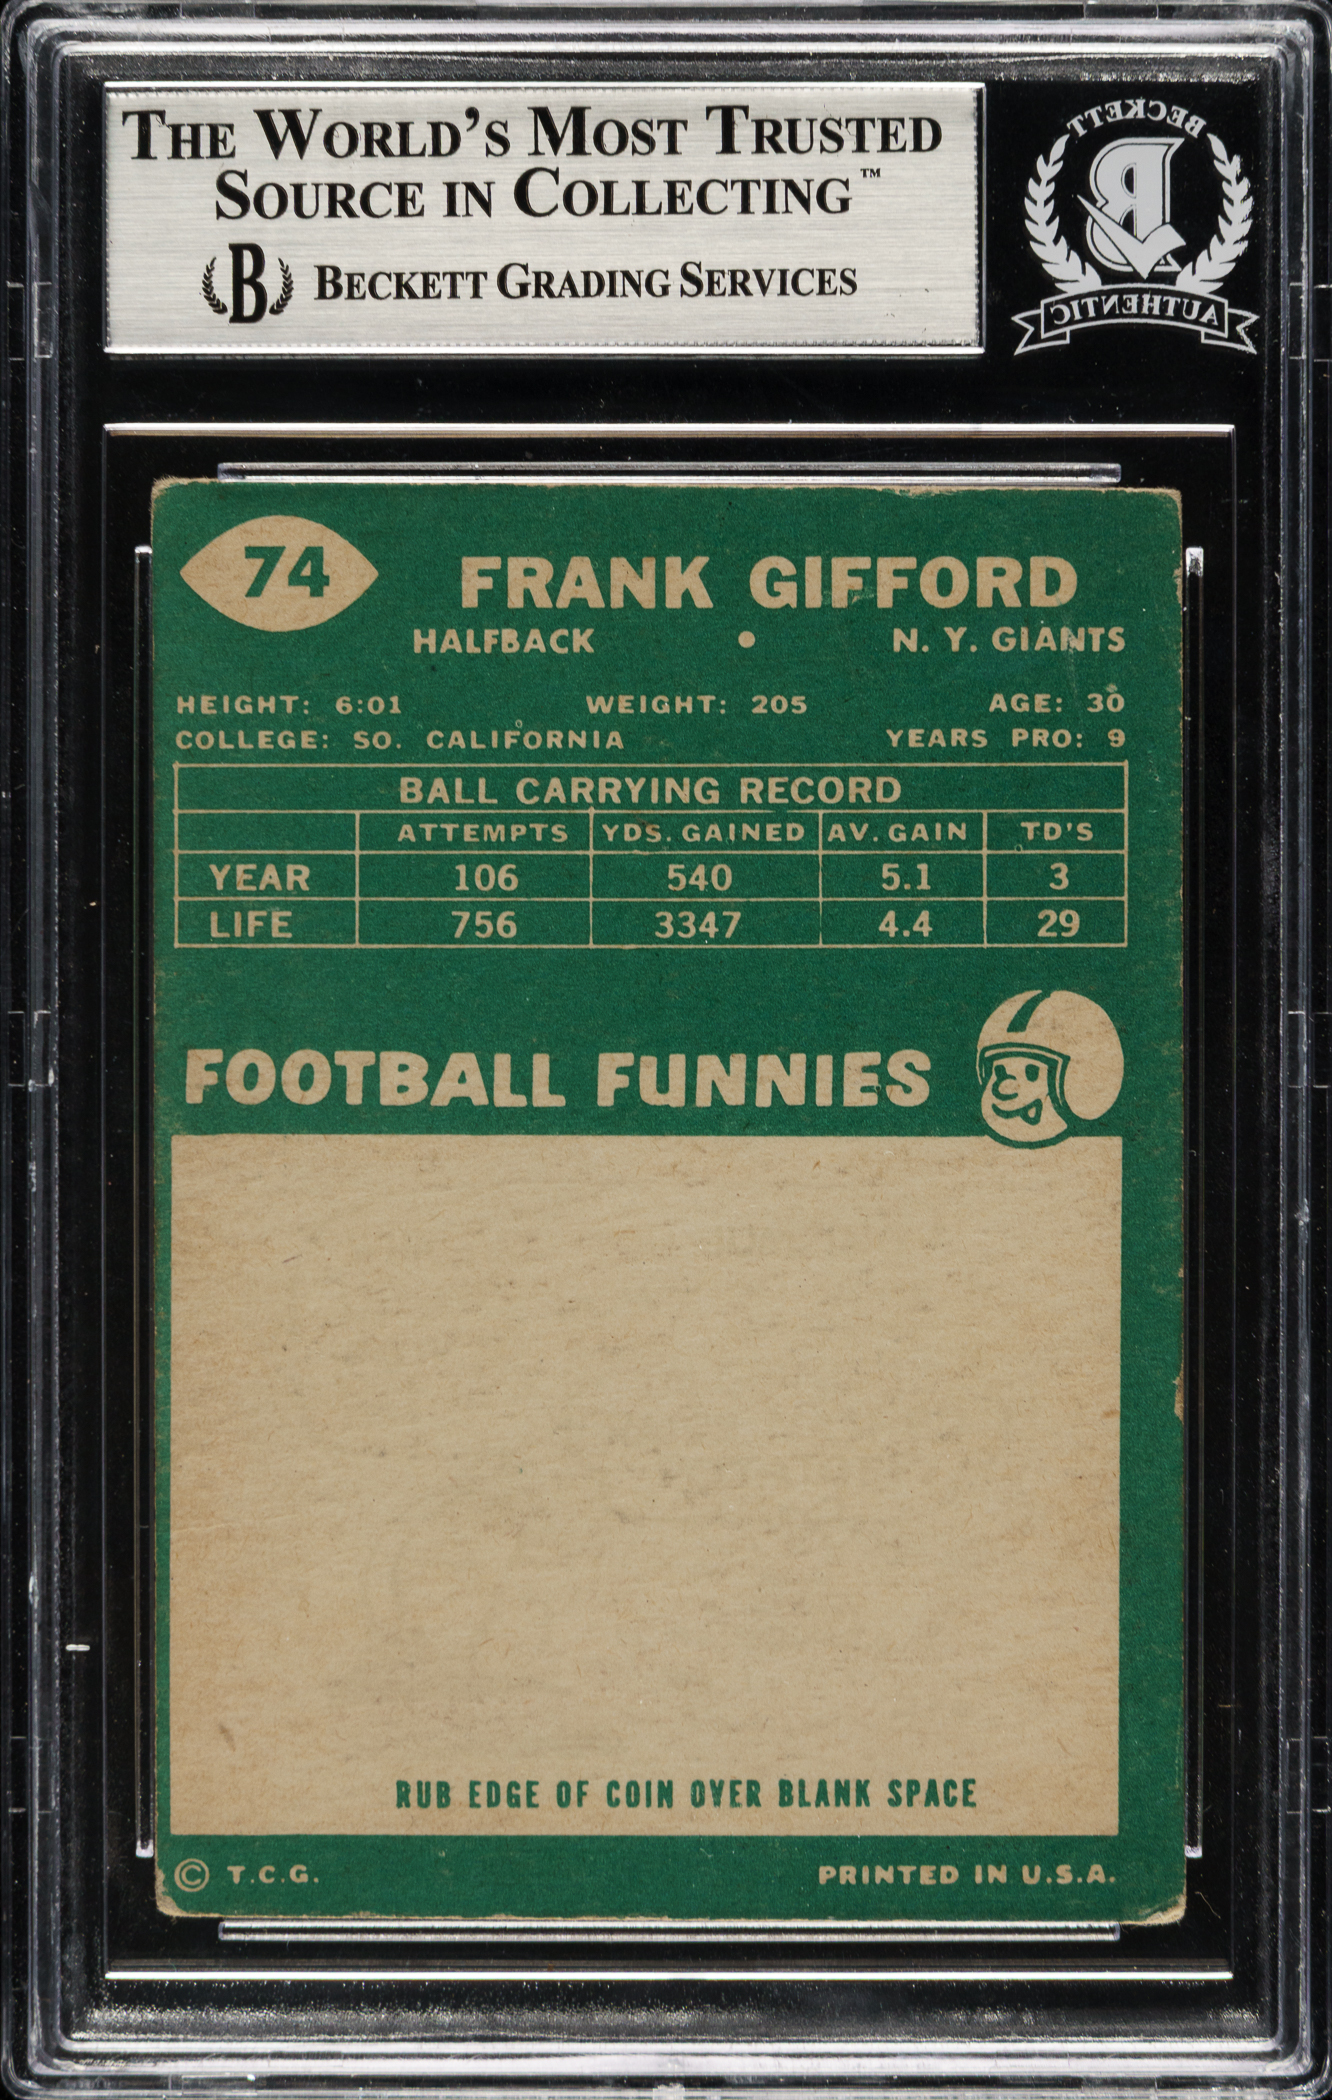 THE WORLD'S MOST TRUSTED
SOURCE IN COLLECTING™
B BECKETT GRADING SERVICES
BECKETT
B
AUTHENTIC
74
FRANK GIFFORD
HALFBACK • N. Y. GIANTS
HEIGHT: 6:01 WEIGHT: 205 AGE: 30
COLLEGE: SO. CALIFORNIA YEARS PRO: 9
BALL CARRYING RECORD
ATTEMPTS YDS. GAINED AV. GAIN TD'S
YEAR 106 540 5.1 3
LIFE 756 3347 4.4 29
FOOTBALL FUNNIES
RUB EDGE OF COIN OVER BLANK SPACE
© T.C.G. PRINTED IN U.S.A.